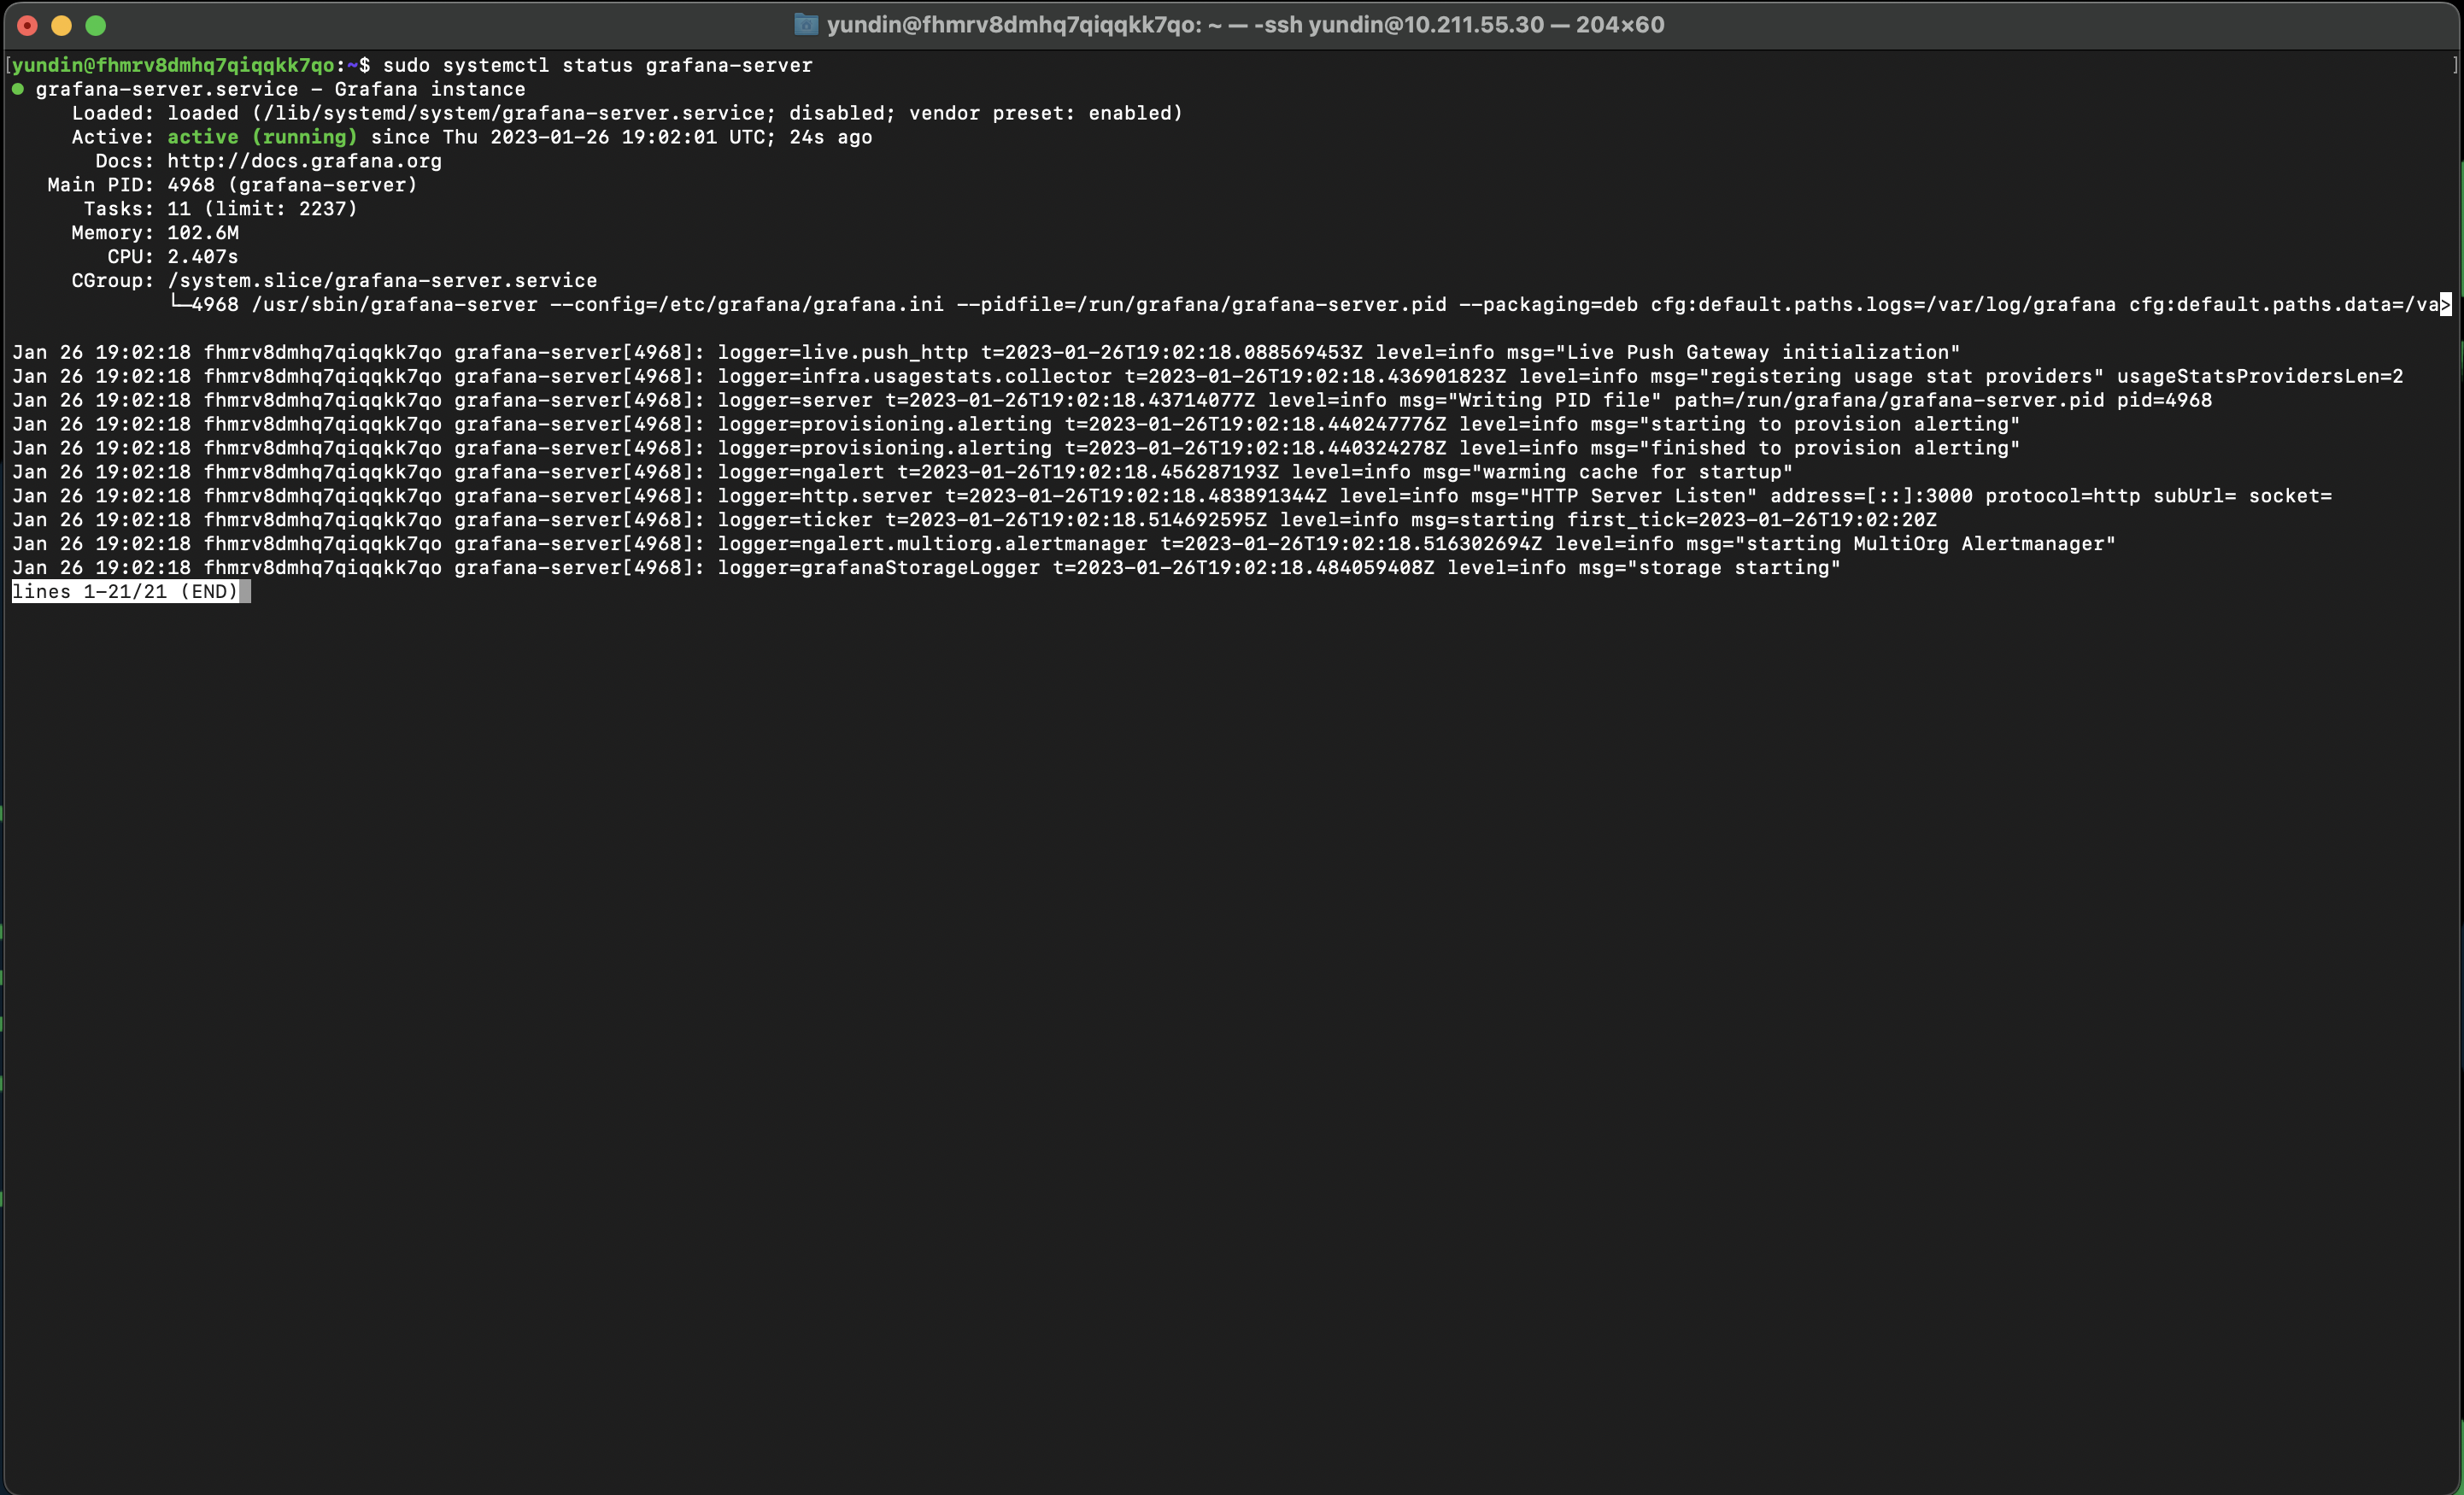 yundin@fhmrv8dmhq7qiqqkk7qo: ~ — -ssh yundin@10.211.55.30 — 204×60
[yundin@fhmrv8dmhq7qiqqkk7qo:~$ sudo systemctl status grafana-server ]
● grafana-server.service - Grafana instance
Loaded: loaded (/lib/systemd/system/grafana-server.service; disabled; vendor preset: enabled)
Active: active (running) since Thu 2023-01-26 19:02:01 UTC; 24s ago
Docs: http://docs.grafana.org
Main PID: 4968 (grafana-server)
Tasks: 11 (limit: 2237)
Memory: 102.6M
CPU: 2.407s
CGroup: /system.slice/grafana-server.service
└─4968 /usr/sbin/grafana-server --config=/etc/grafana/grafana.ini --pidfile=/run/grafana/grafana-server.pid --packaging=deb cfg:default.paths.logs=/var/log/grafana cfg:default.paths.data=/va>
Jan 26 19:02:18 fhmrv8dmhq7qiqqkk7qo grafana-server[4968]: logger=live.push_http t=2023-01-26T19:02:18.088569453Z level=info msg="Live Push Gateway initialization"
Jan 26 19:02:18 fhmrv8dmhq7qiqqkk7qo grafana-server[4968]: logger=infra.usagestats.collector t=2023-01-26T19:02:18.436901823Z level=info msg="registering usage stat providers" usageStatsProvidersLen=2
Jan 26 19:02:18 fhmrv8dmhq7qiqqkk7qo grafana-server[4968]: logger=server t=2023-01-26T19:02:18.43714077Z level=info msg="Writing PID file" path=/run/grafana/grafana-server.pid pid=4968
Jan 26 19:02:18 fhmrv8dmhq7qiqqkk7qo grafana-server[4968]: logger=provisioning.alerting t=2023-01-26T19:02:18.440247776Z level=info msg="starting to provision alerting"
Jan 26 19:02:18 fhmrv8dmhq7qiqqkk7qo grafana-server[4968]: logger=provisioning.alerting t=2023-01-26T19:02:18.440324278Z level=info msg="finished to provision alerting"
Jan 26 19:02:18 fhmrv8dmhq7qiqqkk7qo grafana-server[4968]: logger=ngalert t=2023-01-26T19:02:18.456287193Z level=info msg="warming cache for startup"
Jan 26 19:02:18 fhmrv8dmhq7qiqqkk7qo grafana-server[4968]: logger=http.server t=2023-01-26T19:02:18.483891344Z level=info msg="HTTP Server Listen" address=[::]:3000 protocol=http subUrl= socket=
Jan 26 19:02:18 fhmrv8dmhq7qiqqkk7qo grafana-server[4968]: logger=ticker t=2023-01-26T19:02:18.514692595Z level=info msg=starting first_tick=2023-01-26T19:02:20Z
Jan 26 19:02:18 fhmrv8dmhq7qiqqkk7qo grafana-server[4968]: logger=ngalert.multiorg.alertmanager t=2023-01-26T19:02:18.516302694Z level=info msg="starting MultiOrg Alertmanager"
Jan 26 19:02:18 fhmrv8dmhq7qiqqkk7qo grafana-server[4968]: logger=grafanaStorageLogger t=2023-01-26T19:02:18.484059408Z level=info msg="storage starting"
lines 1-21/21 (END)